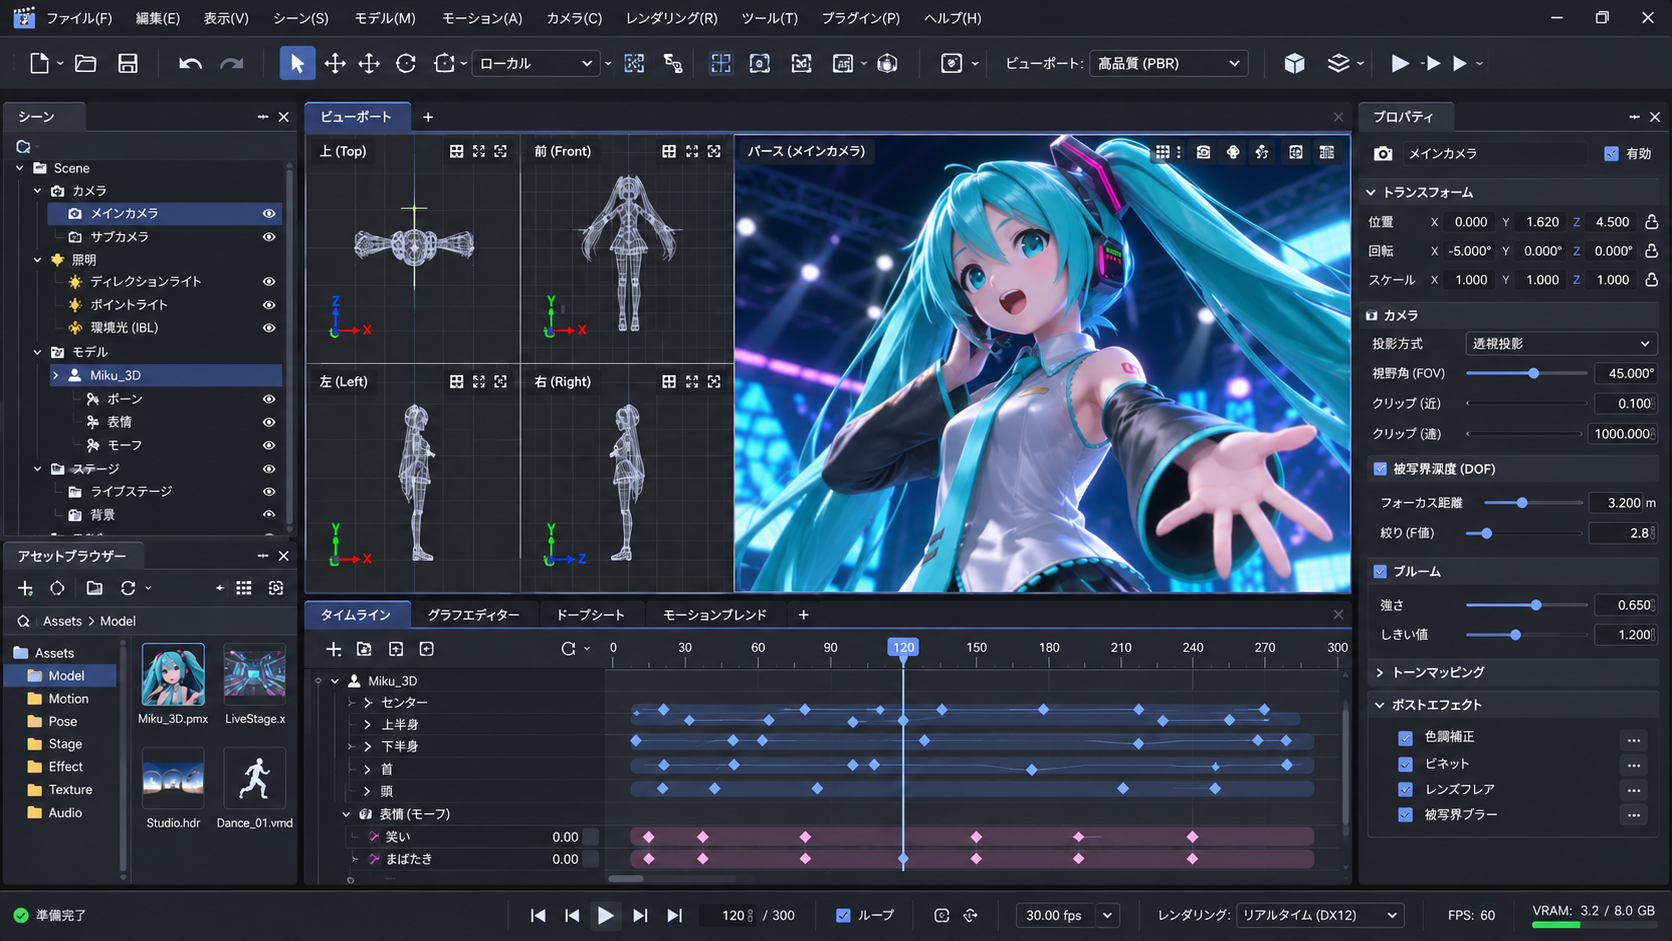 ファイル(F) 編集(E) 表示(V) シーン(S) モデル(M) モーション(A) カメラ(C) レンダリング(R) ツール(T) プラグイン(P) ヘルプ(H)
ローカル ビューポート: 高品質 (PBR)
シーン
Scene
カメラ
メインカメラ
サブカメラ
照明
ディレクションライト
ポイントライト
環境光 (IBL)
モデル
Miku_3D
ボーン
表情
モーフ
ステージ
ライブステージ
背景
アセットブラウザー
Assets > Model
Assets
Model
Motion
Pose
Stage
Effect
Texture
Audio
Miku_3D.pmx LiveStage.x
Studio.hdr Dance_01.vmd
ビューポート
上 (Top)
Z
X
前 (Front)
Y
X
左 (Left)
Y
X
右 (Right)
Y
Z
パース (メインカメラ)
タイムライン グラフエディター ドープシート モーションブレンド
0 30 60 90 120 150 180 210 240 270 300
Miku_3D
センター
上半身
下半身
首
頭
表情 (モーフ)
笑い 0.00
まばたき 0.00
プロパティ
メインカメラ 有効
トランスフォーム
位置 X 0.000 Y 1.620 Z 4.500
回転 X -5.000° Y 0.000° Z 0.000°
スケール X 1.000 Y 1.000 Z 1.000
カメラ
投影方式 透視投影
視野角 (FOV) 45.000°
クリップ (近) 0.100
クリップ (遠) 1000.000
被写界深度 (DOF)
フォーカス距離 3.200 m
絞り (F値) 2.8
ブルーム
強さ 0.650
しきい値 1.200
トーンマッピング
ポストエフェクト
色調補正
ビネット
レンズフレア
被写界ブラー
準備完了 120 / 300 ループ 30.00 fps レンダリング: リアルタイム (DX12) FPS: 60 VRAM: 3.2 / 8.0 GB